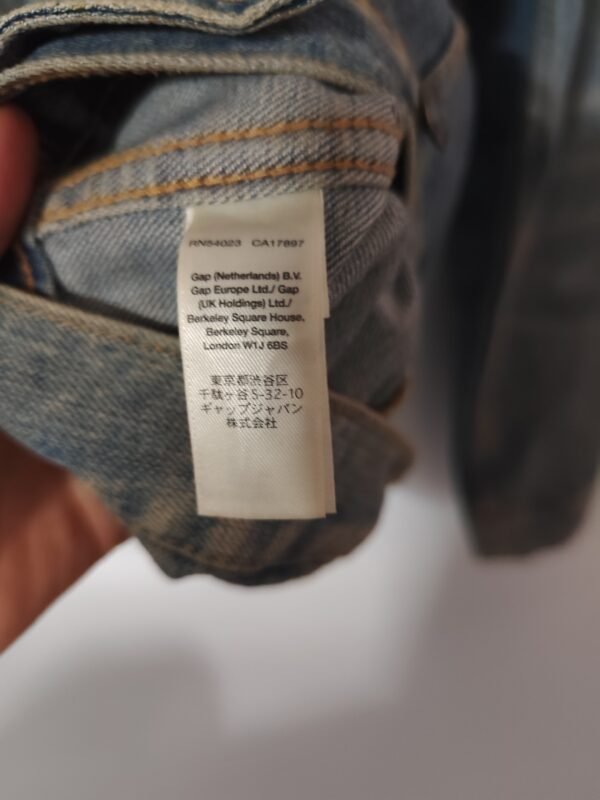 RN54023 CA17897
Gap (Netherlands) B.V.
Gap Europe Ltd./ Gap
(UK Holdings) Ltd./
Berkeley Square House,
Berkeley Square,
London W1J 6BS
東京都渋谷区
千駄ヶ谷5-32-10
ギャップジャパン
株式会社